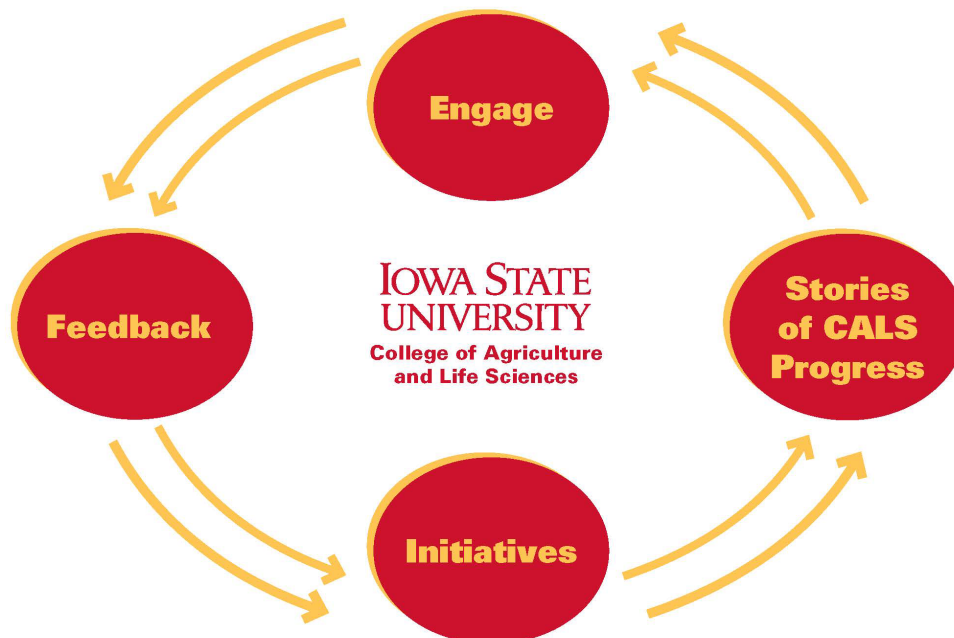 Engage
Feedback
IOWA STATE
UNIVERSITY
College of Agriculture
and Life Sciences
Stories
of CALS
Progress
Initiatives